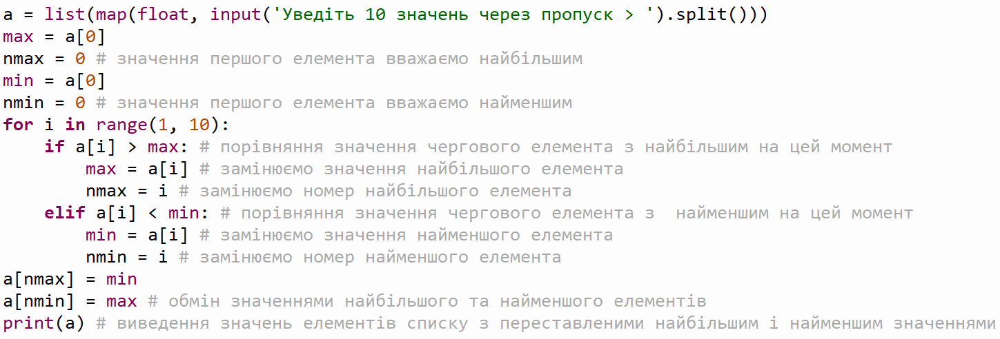 a = list(map(float, input('Уведіть 10 значень через пропуск > ').split()))
max = a[0]
nmax = 0 # значення першого елемента вважаємо найбільшим
min = a[0]
nmin = 0 # значення першого елемента вважаємо найменшим
for i in range(1, 10):
    if a[i] > max: # порівняння значення чергового елемента з найбільшим на цей момент
        max = a[i] # замінюємо значення найбільшого елемента
        nmax = i # замінюємо номер найбільшого елемента
    elif a[i] < min: # порівняння значення чергового елемента з  найменшим на цей момент
        min = a[i] # замінюємо значення найменшого елемента
        nmin = i # замінюємо номер найменшого елемента
a[nmax] = min
a[nmin] = max # обмін значеннями найбільшого та найменшого елементів
print(a) # виведення значень елементів списку з переставленими найбільшим і найменшим значеннями